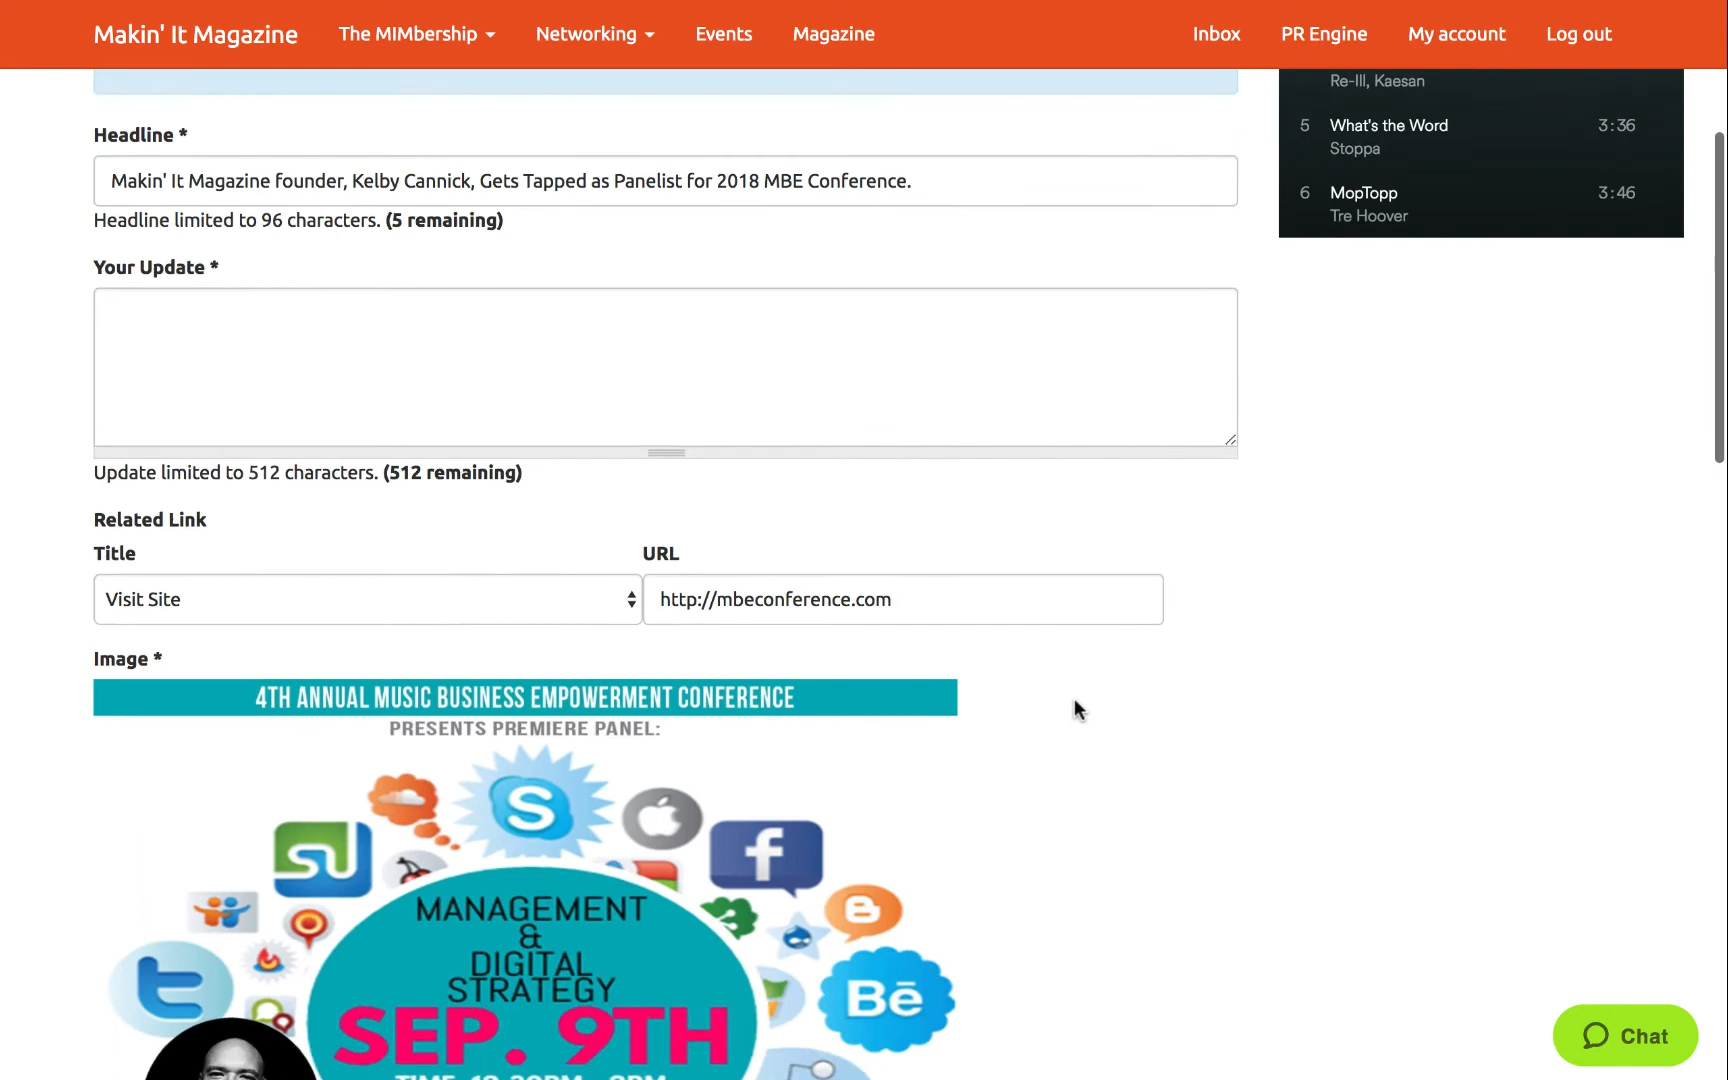 Makin' It Magazine
The MIMbership
Networking
Events
Magazine
Inbox
PR Engine
My account
Log out
Re-Ill, Kaesan
5 What's the Word 3:36
Stoppa
6 MopTopp 3:46
Tre Hoover
Headline *
Makin' It Magazine founder, Kelby Cannick, Gets Tapped as Panelist for 2018 MBE Conference.
Headline limited to 96 characters. (5 remaining)
Your Update *
Update limited to 512 characters. (512 remaining)
Related Link
Title URL
Visit Site http://mbeconference.com
Image *
4TH ANNUAL MUSIC BUSINESS EMPOWERMENT CONFERENCE
PRESENTS PREMIERE PANEL:
MANAGEMENT
&
DIGITAL
STRATEGY
SEP. 9TH
Bē
Chat